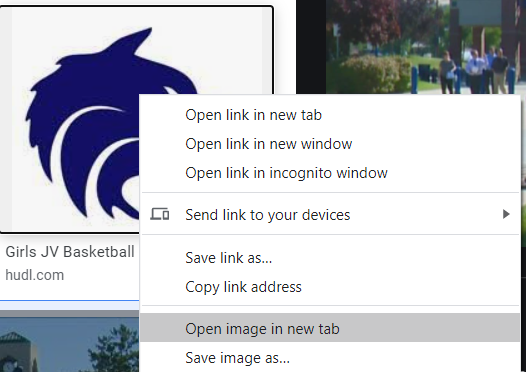 Open link in new tab
Open link in new window
Open link in incognito window
Send link to your devices
Save link as...
Copy link address
Open image in new tab
Save image as...
Girls JV Basketball
hudl.com